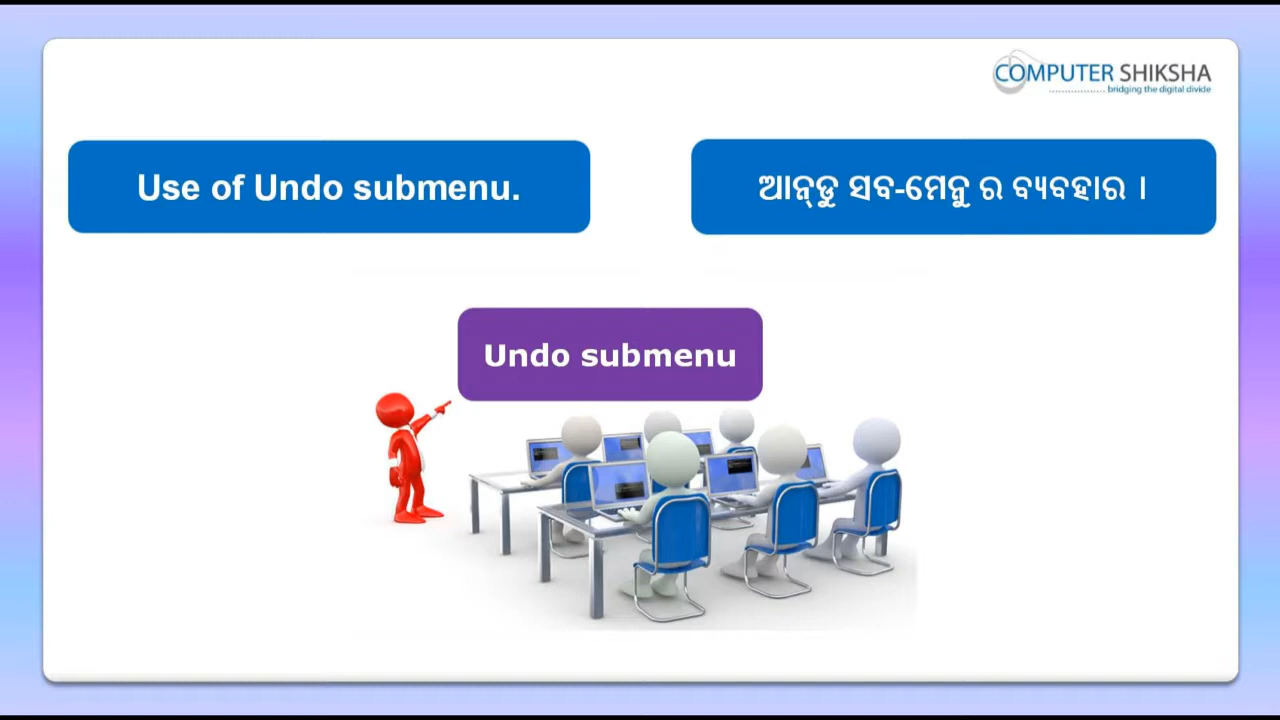 COMPUTER SHIKSHA
bridging the digital divide
Use of Undo submenu.
ଆନ୍‌ଡୁ ସବ-ମେନୁ ର ବ୍ୟବହାର ।
Undo submenu